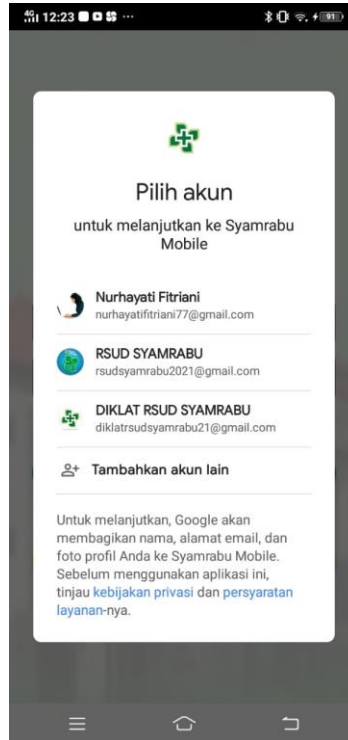 12:23
91
Pilih akun
untuk melanjutkan ke Syamrabu
Mobile
Nurhayati Fitriani
nurhayatifitriani77@gmail.com
RSUD SYAMRABU
rsudsyamrabu2021@gmail.com
DIKLAT RSUD SYAMRABU
diklatrsudsyamrabu21@gmail.com
Tambahkan akun lain
Untuk melanjutkan, Google akan
membagikan nama, alamat email, dan
foto profil Anda ke Syamrabu Mobile.
Sebelum menggunakan aplikasi ini,
tinjau kebijakan privasi dan persyaratan
layanan-nya.